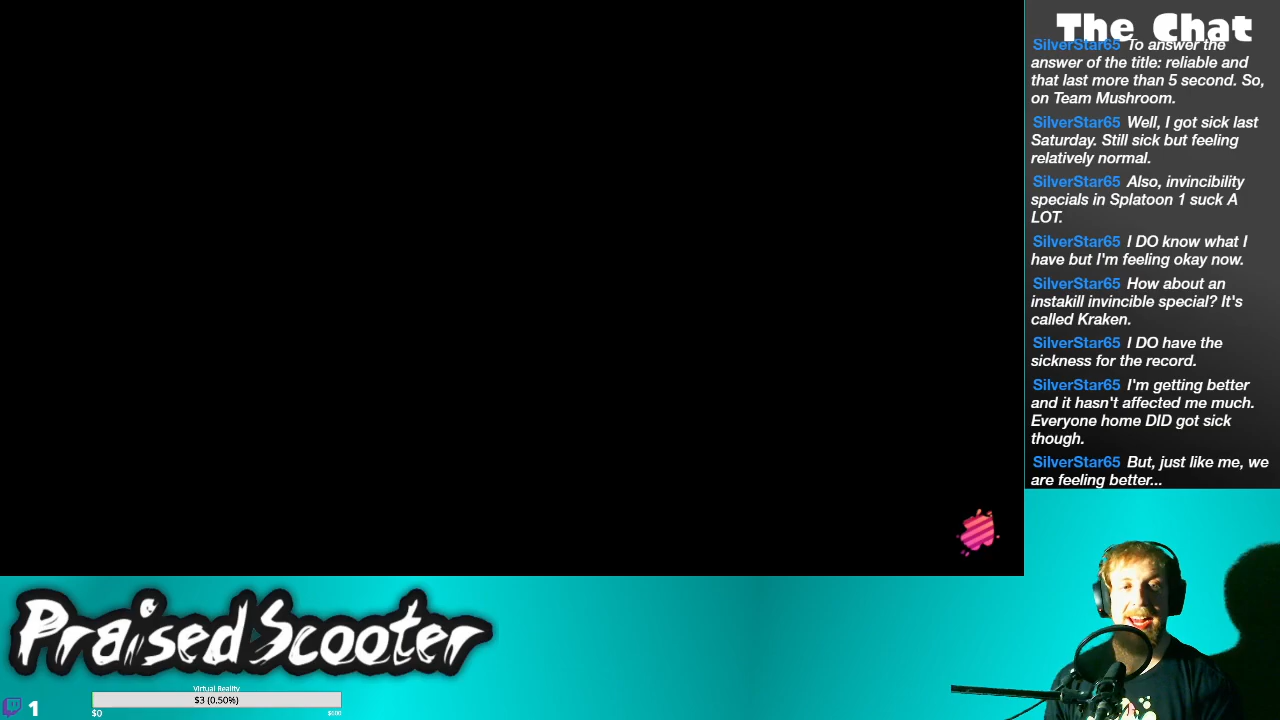 The Chat
SilverStar65 To answer the
answer of the title: reliable and
that last more than 5 second. So,
on Team Mushroom.
SilverStar65 Well, I got sick last
Saturday. Still sick but feeling
relatively normal.
SilverStar65 Also, invincibility
specials in Splatoon 1 suck A
LOT.
SilverStar65 I DO know what I
have but I'm feeling okay now.
SilverStar65 How about an
instakill invincible special? It's
called Kraken.
SilverStar65 I DO have the
sickness for the record.
SilverStar65 I'm getting better
and it hasn't affected me much.
Everyone home DID got sick
though.
SilverStar65 But, just like me, we
are feeling better...
Praised Scooter
Virtual Reality
$3 (0.50%)
1
$0
$600